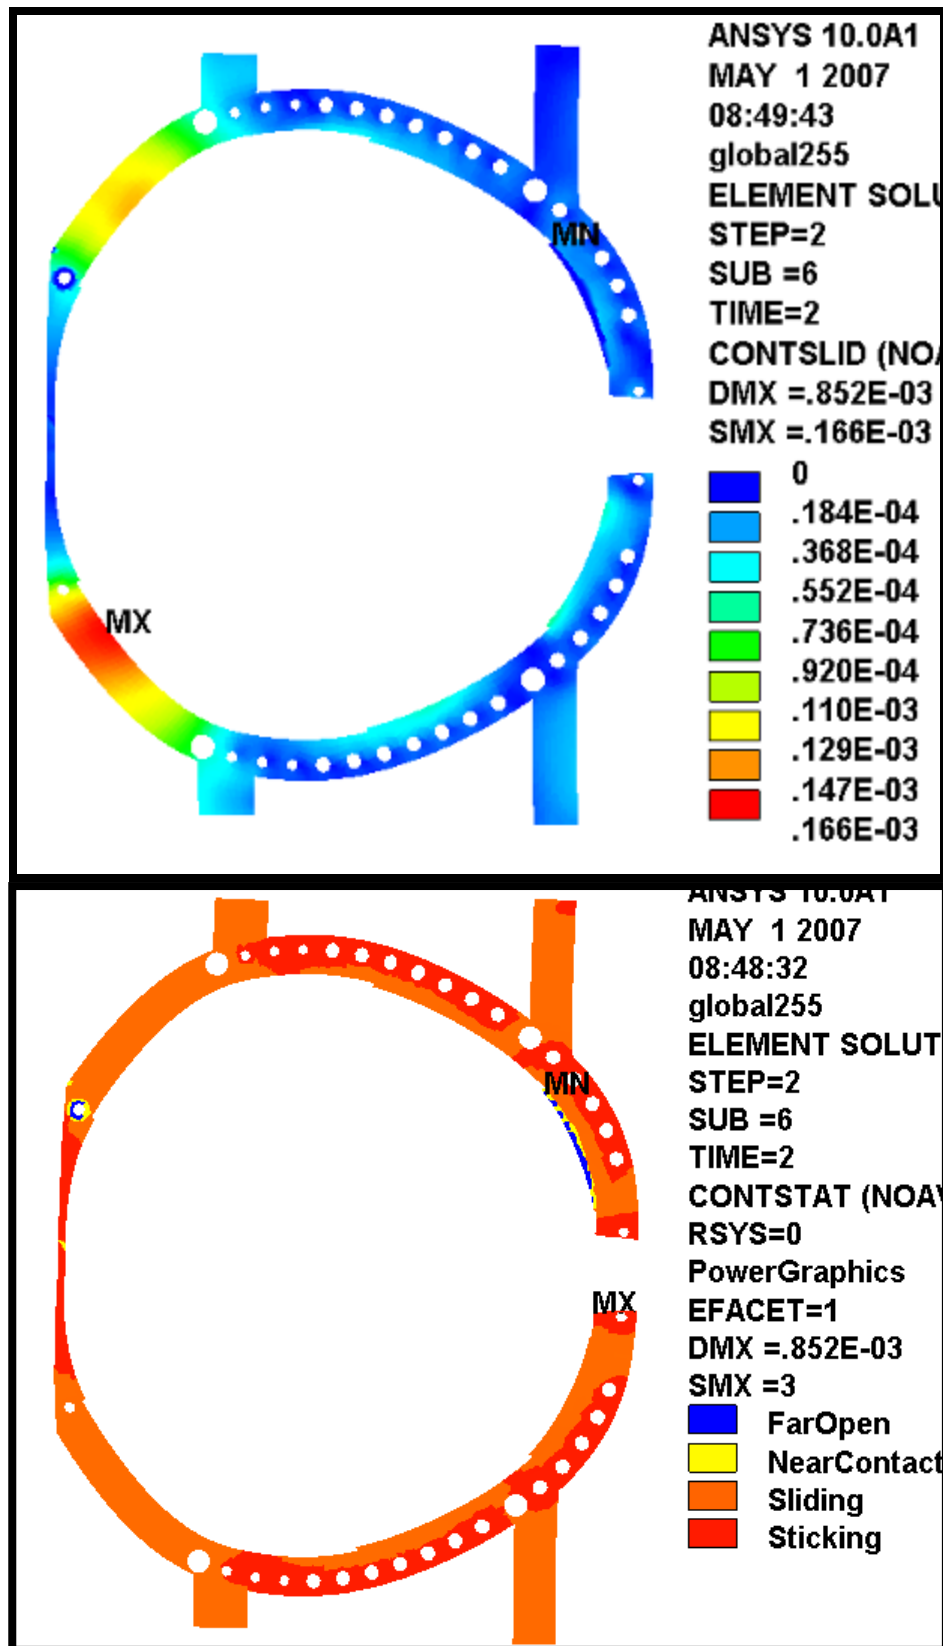 ANSYS 10.0A1
MAY 1 2007
08:49:43
global255
ELEMENT SOLU
STEP=2
SUB =6
TIME=2
CONTSLID (NOA
DMX =.852E-03
SMX =.166E-03
0
.184E-04
.368E-04
.552E-04
.736E-04
.920E-04
.110E-03
.129E-03
.147E-03
.166E-03
MN
MX
ANSYS 10.0A1
MAY 1 2007
08:48:32
global255
ELEMENT SOLUT
STEP=2
SUB =6
TIME=2
CONTSTAT (NOAV
RSYS=0
PowerGraphics
EFACET=1
DMX =.852E-03
SMX =3
FarOpen
NearContact
Sliding
Sticking
MN
MX